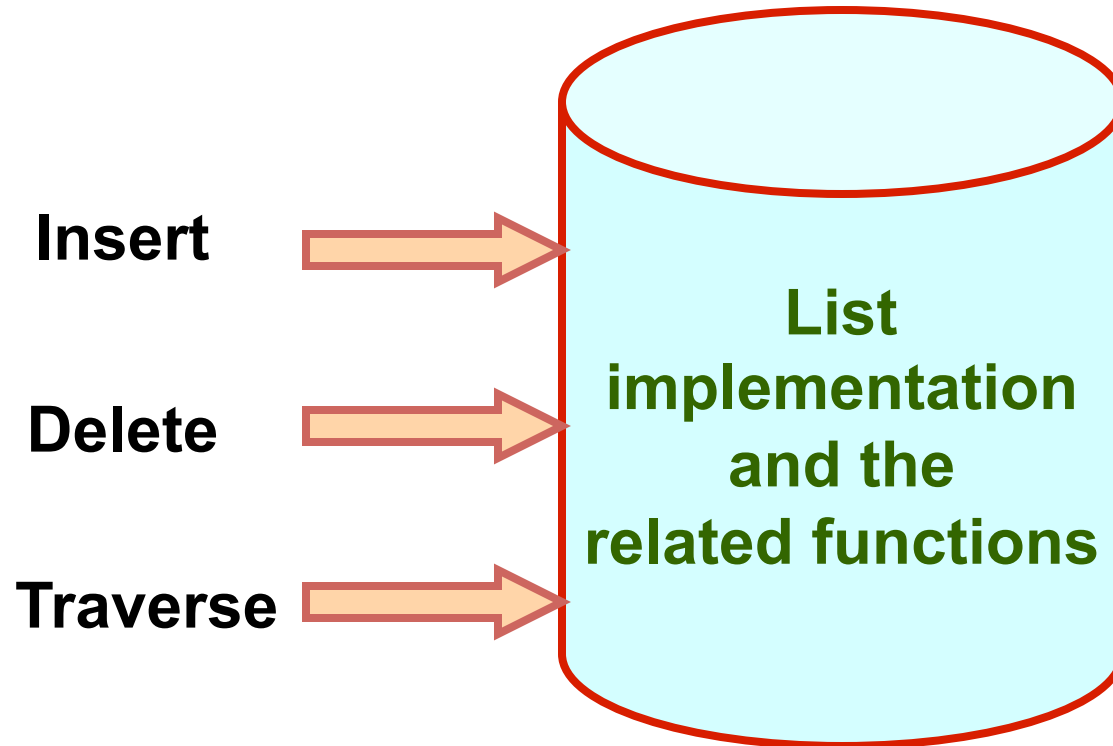 Insert
Delete
Traverse
List
implementation
and the
related functions